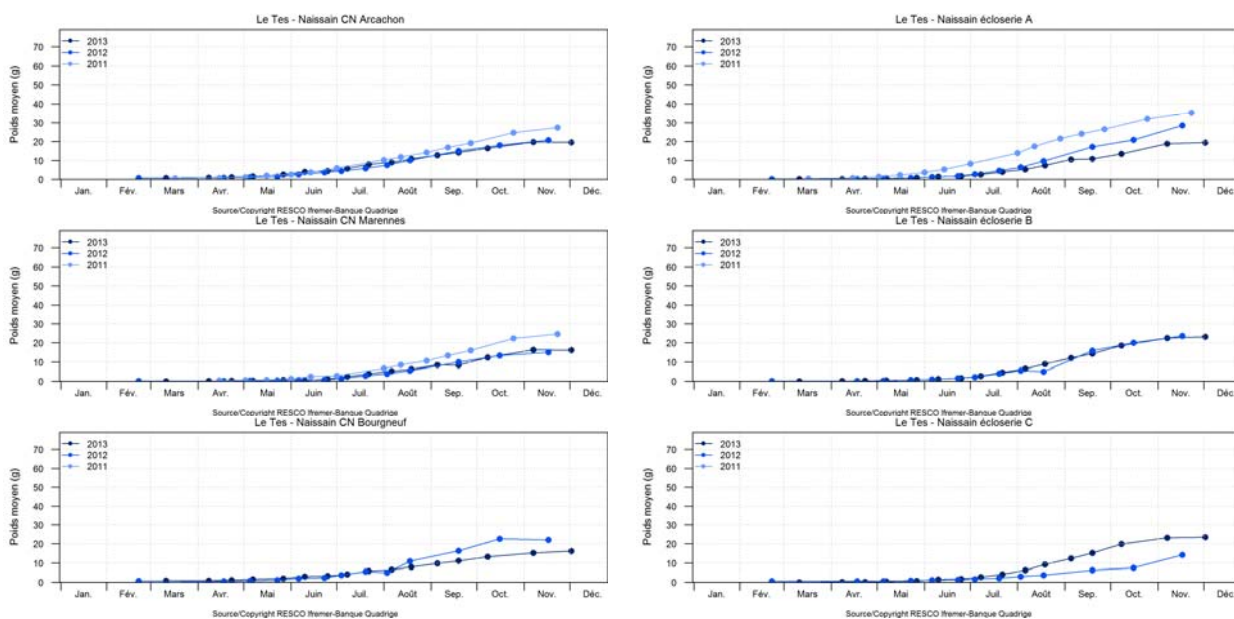 Le Tes - Naissain CN Arcachon
Poids moyen (g)
70
60
50
40
30
20
10
0
2013
2012
2011
Jan. Fév. Mars Avr. Mai Juin Juil. Août Sep. Oct. Nov. Déc.
Source/Copyright RESCO Ifremer-Banque Quadrige
Le Tes - Naissain écloserie A
Poids moyen (g)
70
60
50
40
30
20
10
0
2013
2012
2011
Jan. Fév. Mars Avr. Mai Juin Juil. Août Sep. Oct. Nov. Déc.
Source/Copyright RESCO Ifremer-Banque Quadrige
Le Tes - Naissain CN Marennes
Poids moyen (g)
70
60
50
40
30
20
10
0
2013
2012
2011
Jan. Fév. Mars Avr. Mai Juin Juil. Août Sep. Oct. Nov. Déc.
Source/Copyright RESCO Ifremer-Banque Quadrige
Le Tes - Naissain écloserie B
Poids moyen (g)
70
60
50
40
30
20
10
0
2013
2012
2011
Jan. Fév. Mars Avr. Mai Juin Juil. Août Sep. Oct. Nov. Déc.
Source/Copyright RESCO Ifremer-Banque Quadrige
Le Tes - Naissain CN Bourgneuf
Poids moyen (g)
70
60
50
40
30
20
10
0
2013
2012
2011
Jan. Fév. Mars Avr. Mai Juin Juil. Août Sep. Oct. Nov. Déc.
Source/Copyright RESCO Ifremer-Banque Quadrige
Le Tes - Naissain écloserie C
Poids moyen (g)
70
60
50
40
30
20
10
0
2013
2012
2011
Jan. Fév. Mars Avr. Mai Juin Juil. Août Sep. Oct. Nov. Déc.
Source/Copyright RESCO Ifremer-Banque Quadrige